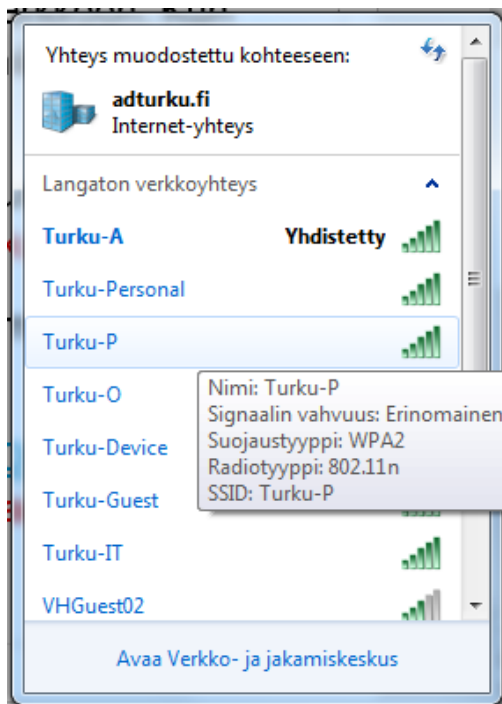 Yhteys muodostettu kohteeseen:
adturku.fi
Internet-yhteys
Langaton verkkoyhteys
Turku-A Yhdistetty
Turku-Personal
Turku-P
Turku-O
Nimi: Turku-P
Signaalin vahvuus: Erinomainen
Suojaustyyppi: WPA2
Radiotyyppi: 802.11n
SSID: Turku-P
Turku-Device
Turku-Guest
Turku-IT
VHGuest02
Avaa Verkko- ja jakamiskeskus